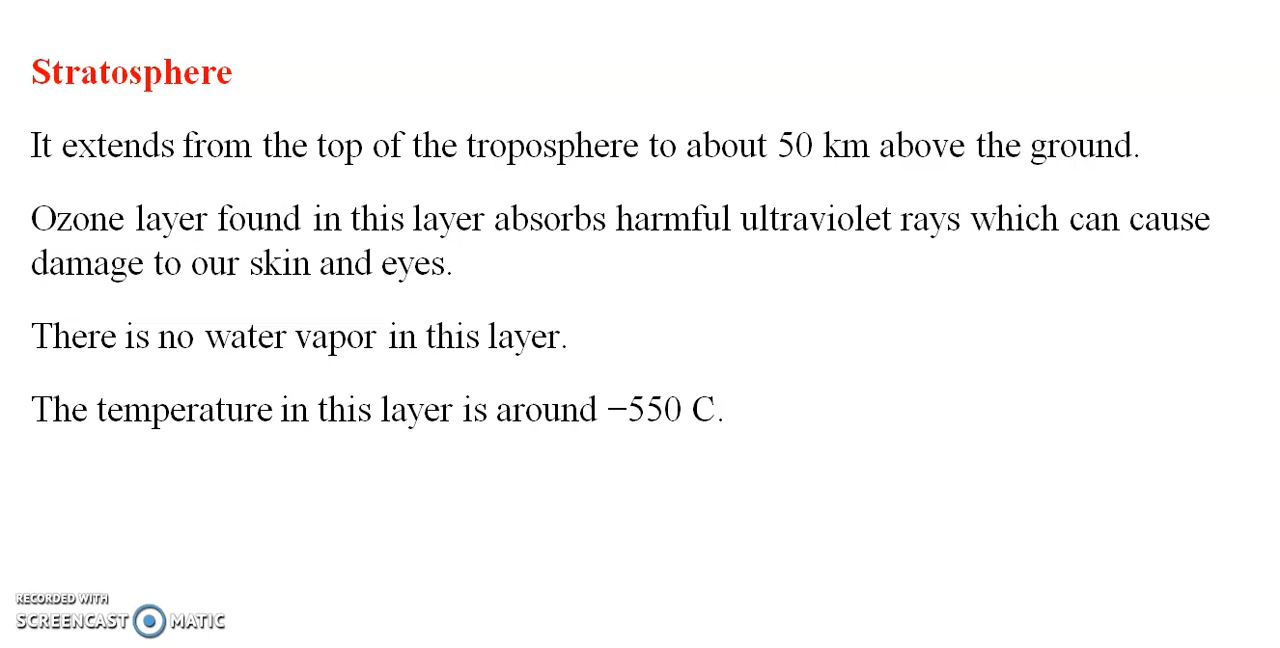 Stratosphere
It extends from the top of the troposphere to about 50 km above the ground.
Ozone layer found in this layer absorbs harmful ultraviolet rays which can cause
damage to our skin and eyes.
There is no water vapor in this layer.
The temperature in this layer is around −550 C.
RECORDED WITH
SCREENCAST MATIC